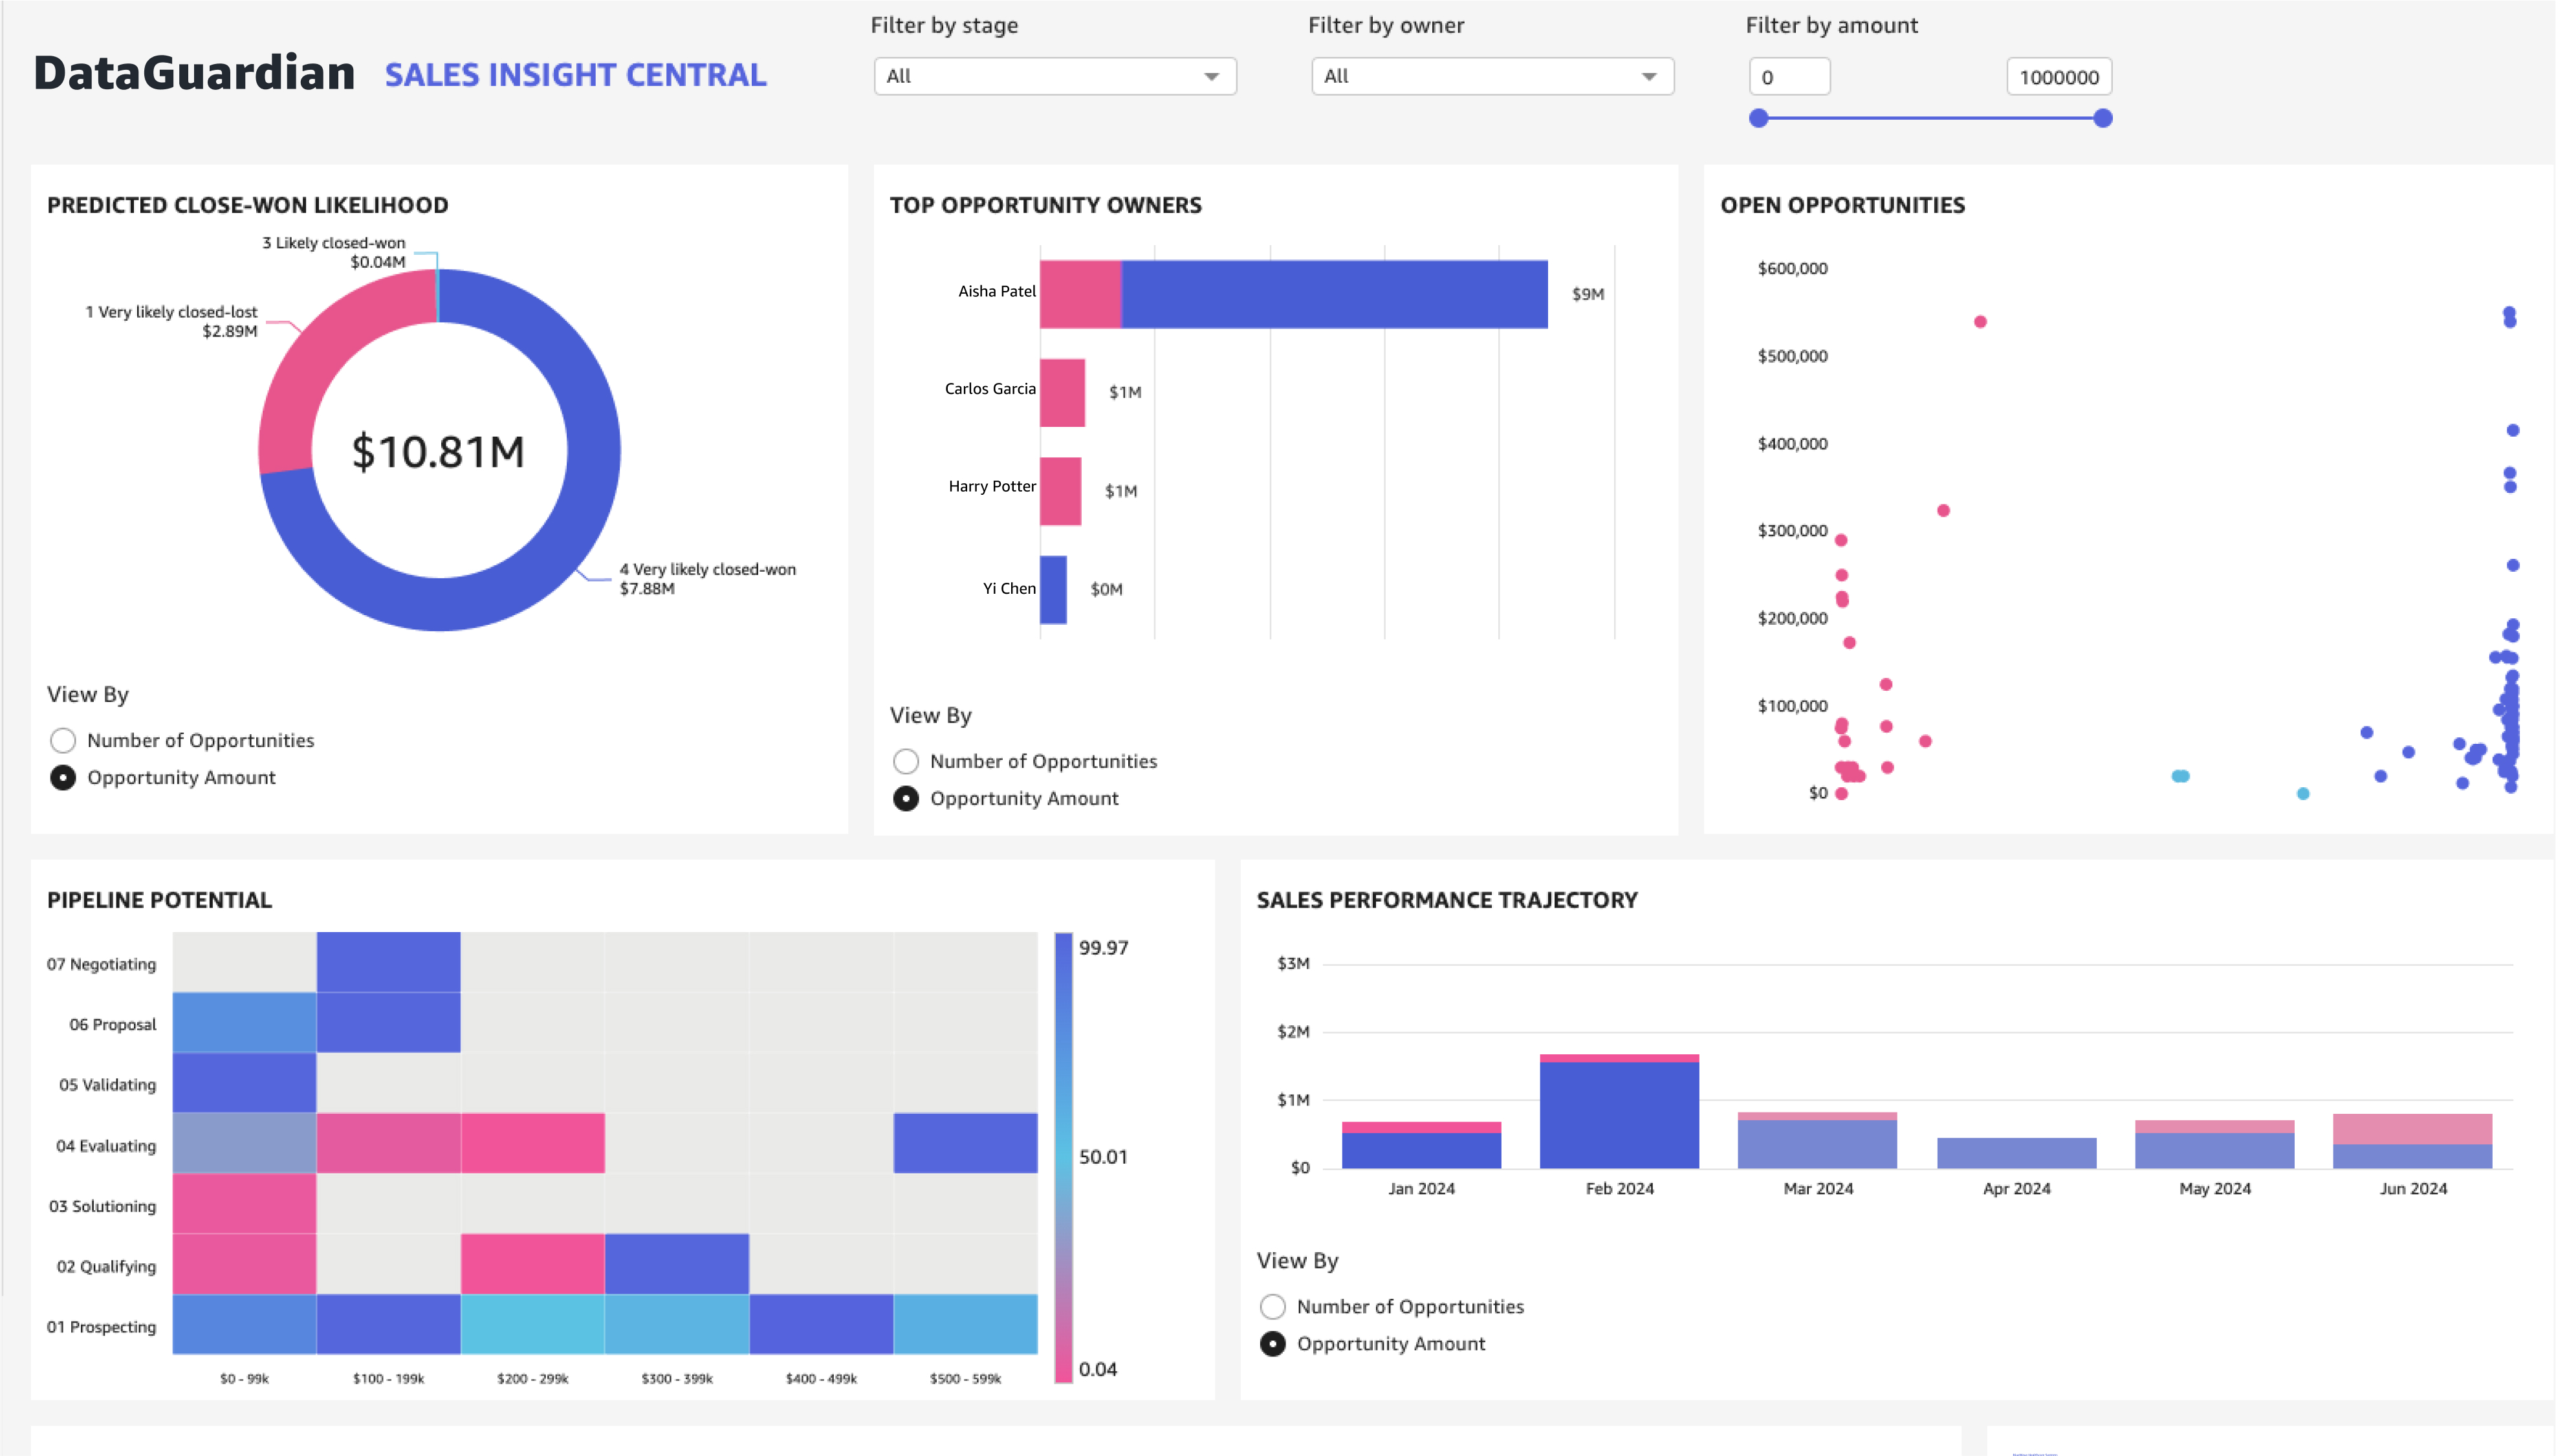 DataGuardian SALES INSIGHT CENTRAL
Filter by stage
All
Filter by owner
All
Filter by amount
0
1000000
PREDICTED CLOSE-WON LIKELIHOOD
3 Likely closed-won
$0.04M
1 Very likely closed-lost
$2.89M
$10.81M
4 Very likely closed-won
$7.88M
View By
Number of Opportunities
Opportunity Amount
TOP OPPORTUNITY OWNERS
Aisha Patel
$9M
Carlos Garcia
$1M
Harry Potter
$1M
Yi Chen
$0M
View By
Number of Opportunities
Opportunity Amount
OPEN OPPORTUNITIES
$600,000
$500,000
$400,000
$300,000
$200,000
$100,000
$0
PIPELINE POTENTIAL
07 Negotiating
06 Proposal
05 Validating
04 Evaluating
03 Solutioning
02 Qualifying
01 Prospecting
$0 - 99k
$100 - 199k
$200 - 299k
$300 - 399k
$400 - 499k
$500 - 599k
99.97
50.01
0.04
SALES PERFORMANCE TRAJECTORY
$3M
$2M
$1M
$0
Jan 2024
Feb 2024
Mar 2024
Apr 2024
May 2024
Jun 2024
View By
Number of Opportunities
Opportunity Amount